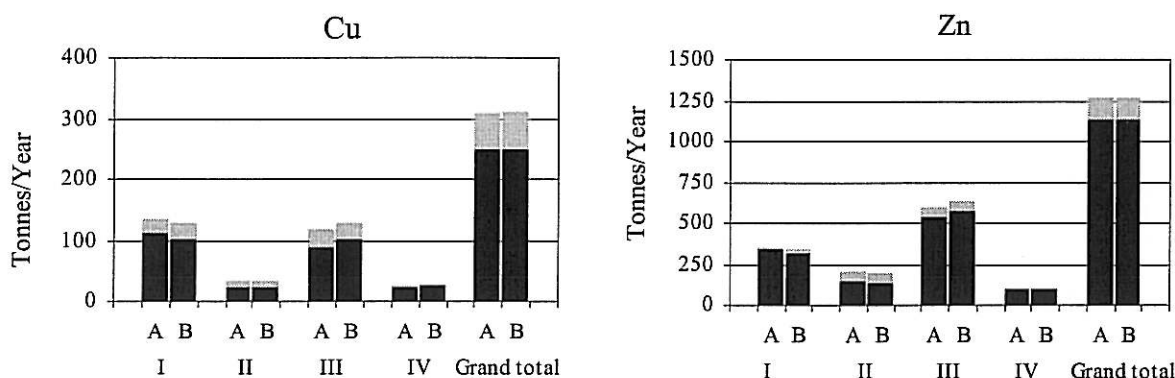 Cu
Tonnes/Year
400
300
200
100
0
A B A B A B A B A B
I II III IV Grand total
Zn
Tonnes/Year
1500
1250
1000
750
500
250
0
A B A B A B A B A B
I II III IV Grand total